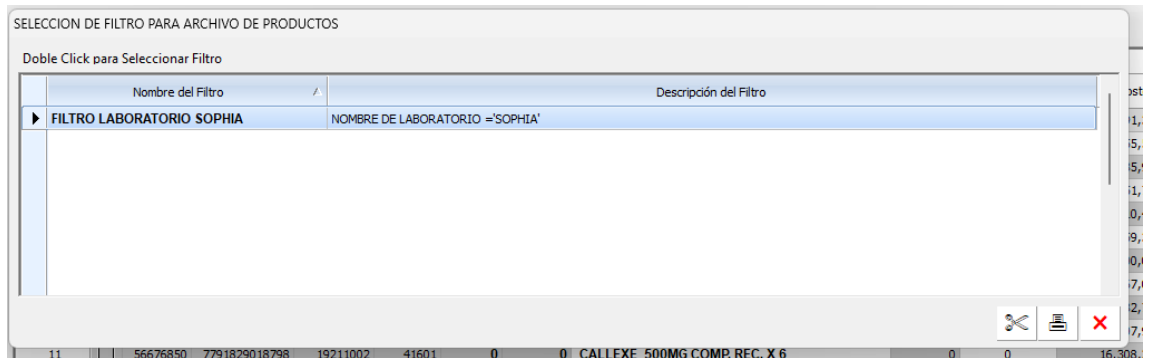 SELECCION DE FILTRO PARA ARCHIVO DE PRODUCTOS
Doble Click para Seleccionar Filtro
Nombre del Filtro Descripción del Filtro
FILTRO LABORATORIO SOPHIA NOMBRE DE LABORATORIO ='SOPHIA'
11 56676850 7791829018798 19211002 41601 0 0 CALLEXE 500MG COMP. REC. X 6 0 0 16.308,